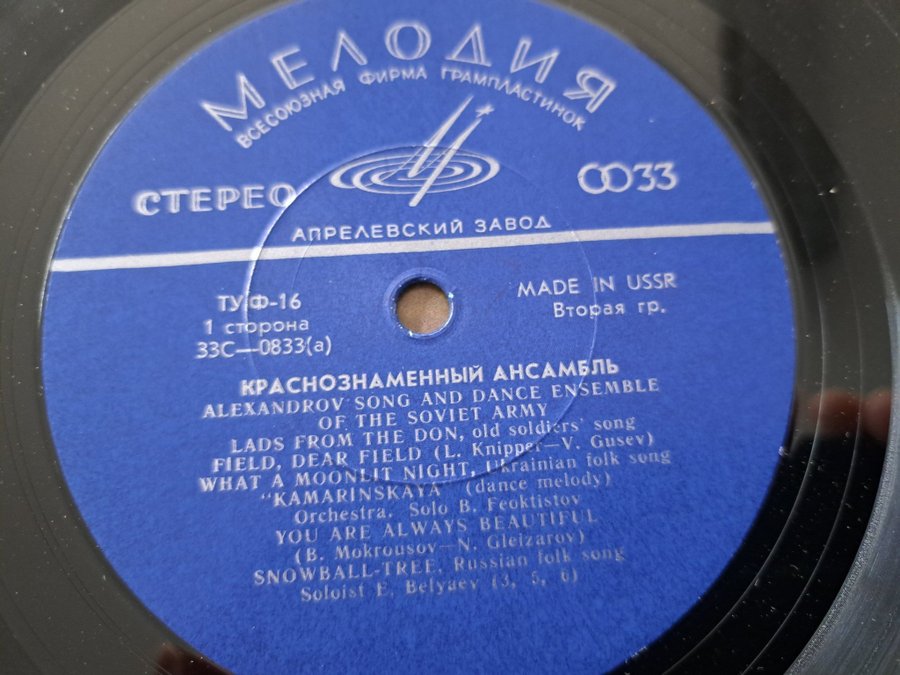 МЕЛОДИЯ
ВСЕСОЮЗНАЯ ФИРМА ГРАМПЛАСТИНОК
СТЕРЕО
33
АПРЕЛЕВСКИЙ ЗАВОД
ТУФ-16
MADE IN USSR
1 сторона
Вторая гр.
33С—0833(а)
КРАСНОЗНАМЕННЫЙ АНСАМБЛЬ
ALEXANDROV SONG AND DANCE ENSEMBLE
OF THE SOVIET ARMY
LADS FROM THE DON, old soldiers' song
FIELD, DEAR FIELD (L. Knipper—V. Gusev)
WHAT A MOONLIT NIGHT, Ukrainian folk song
"KAMARINSKAYA" (dance melody)
Orchestra. Solo B. Feoktistov
YOU ARE ALWAYS BEAUTIFUL
(B. Mokrousov—N. Gleizarov)
SNOWBALL-TREE, Russian folk song
Soloist E. Belyaev (3, 5, 6)